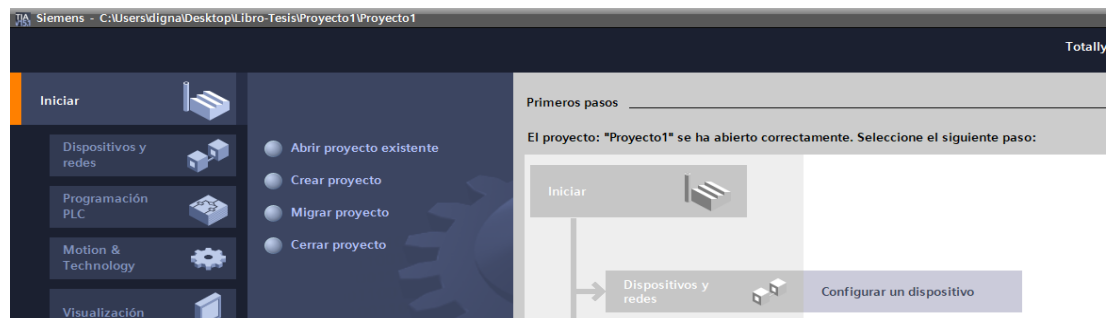 Siemens - C:\Users\digna\Desktop\Libro-Tesis\Proyecto1\Proyecto1
Totally
Iniciar
Dispositivos y
redes
Programación
PLC
Motion &
Technology
Visualización
Abrir proyecto existente
Crear proyecto
Migrar proyecto
Cerrar proyecto
Primeros pasos
El proyecto: "Proyecto1" se ha abierto correctamente. Seleccione el siguiente paso:
Iniciar
Dispositivos y
redes
Configurar un dispositivo